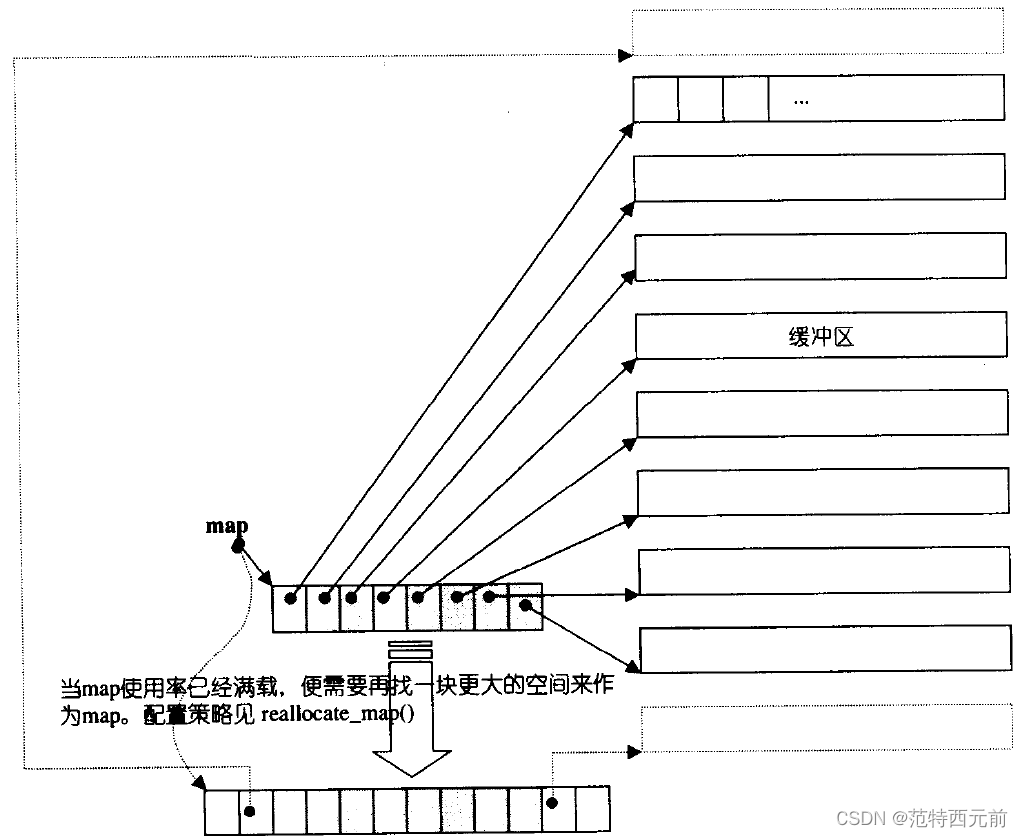 ...
缓冲区
map
当map使用率已经满载，便需要再找一块更大的空间来作
为map。配置策略见 reallocate_map()
CSDN @范特西元前